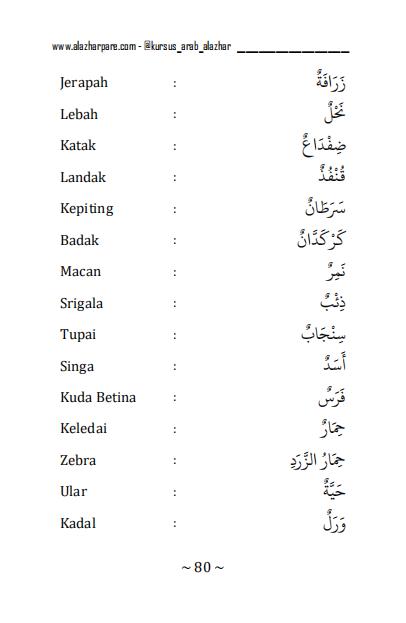 www.alazharpare.com - @kursus_arab_alazhar
Jerapah : زَرَافَةٌ
Lebah : نَحْلٌ
Katak : ضِفْدَاعٌ
Landak : قُنْفُذٌ
Kepiting : سَرَطَانٌ
Badak : كَرْكَدَّانٌ
Macan : نَمِرٌ
Srigala : ذِئْبٌ
Tupai : سِنْجَابٌ
Singa : أَسَدٌ
Kuda Betina : فَرَسٌ
Keledai : حِمَارٌ
Zebra : حِمَارُ الزَّرَدِ
Ular : حَيَّةٌ
Kadal : وَرَلٌ
~ 80 ~